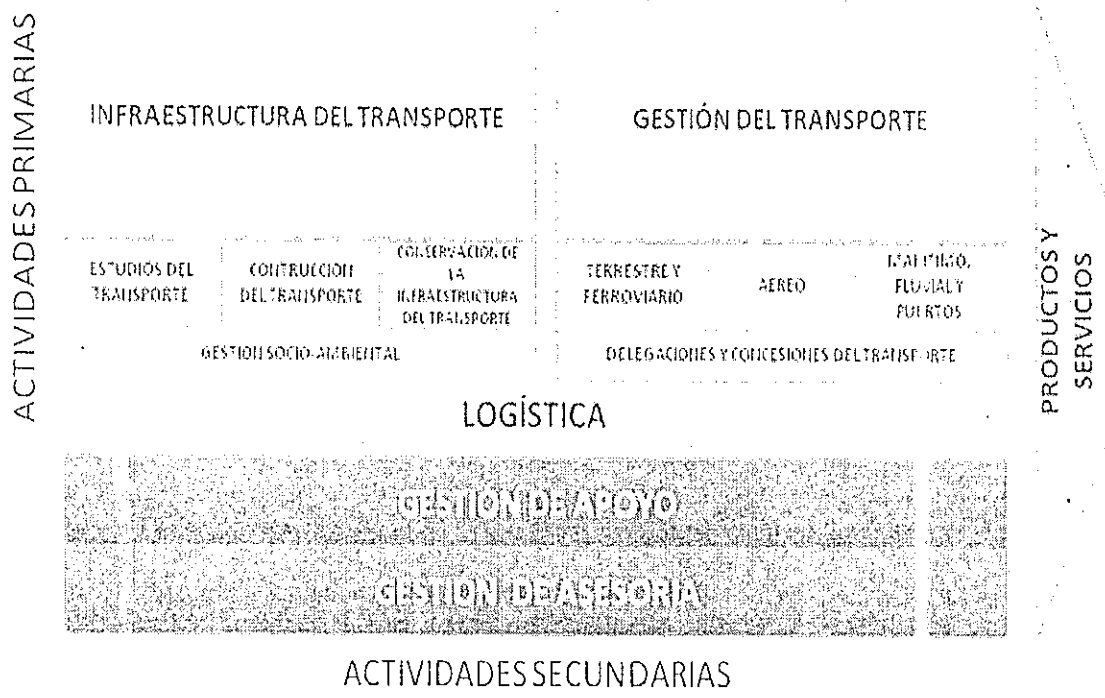 ACTIVIDADES PRIMARIAS
INFRAESTRUCTURA DEL TRANSPORTE
GESTIÓN DEL TRANSPORTE
ESTUDIOS DEL
TRANSPORTE
CONTRUCCION
DEL TRANSPORTE
CONSERVACION DE
LA
INFRAESTRUCTURA
DEL TRANSPORTE
TERRESTRE Y
FERROVIARIO
AEREO
MARITIMO,
FLUVIAL Y
PUERTOS
GESTION SOCIO-AMBIENTAL
DELEGACIONES Y CONCESIONES DEL TRANSPORTE
LOGÍSTICA
GESTION DE APOYO
GESTIÓN DE ASESORIA
ACTIVIDADES SECUNDARIAS
PRODUCTOS Y
SERVICIOS